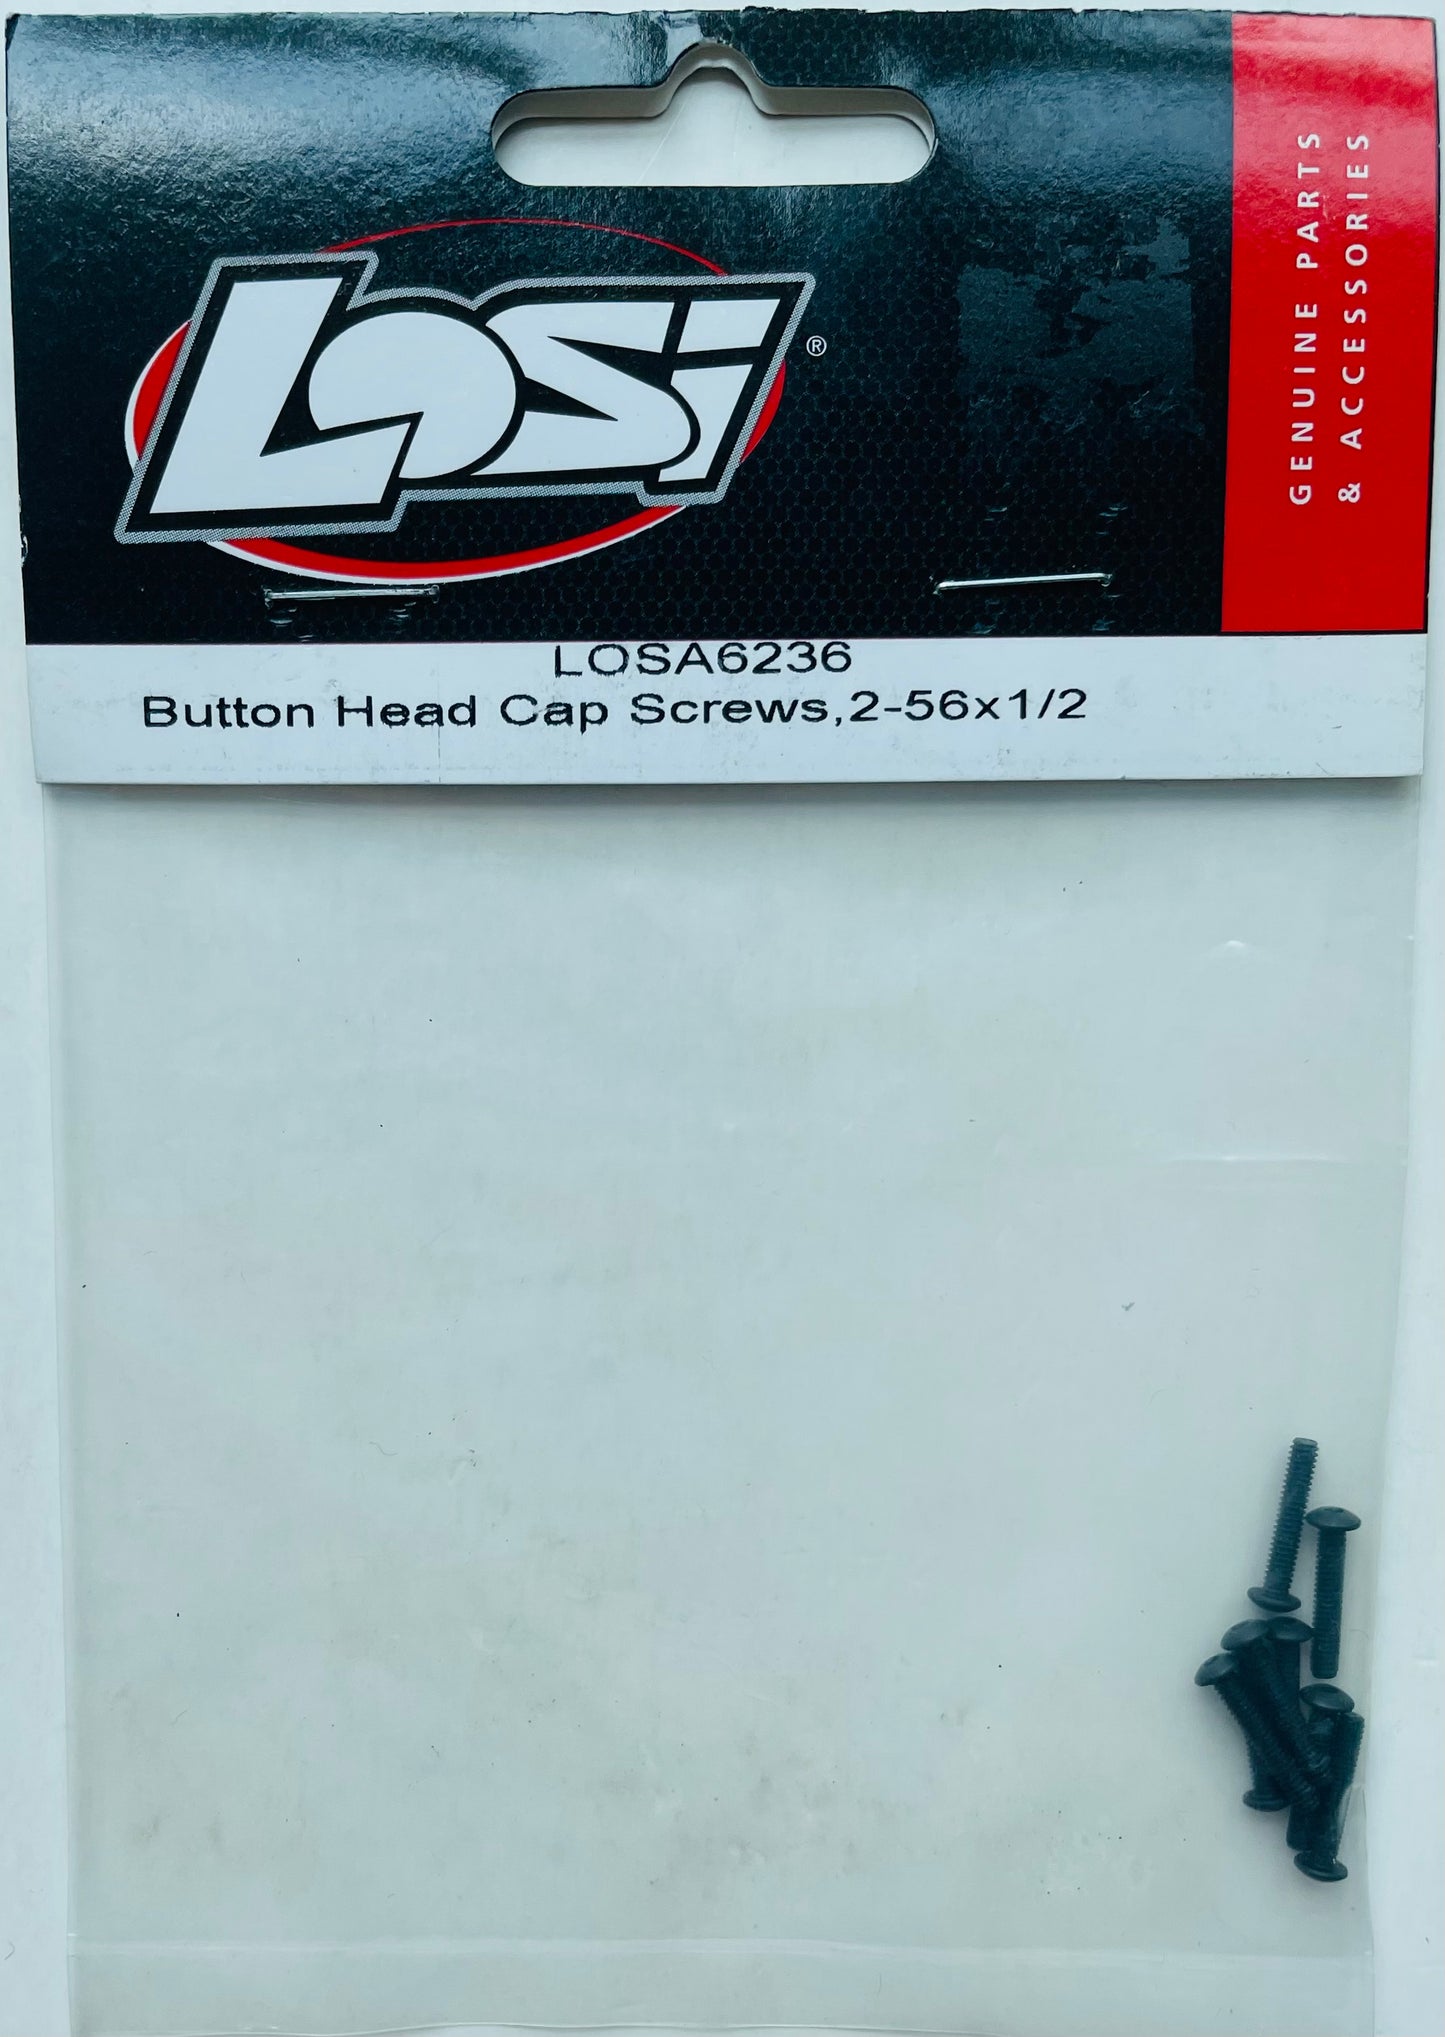 Losi®
GENUINE PARTS
& ACCESSORIES
LOSA6236
Button Head Cap Screws,2-56x1/2